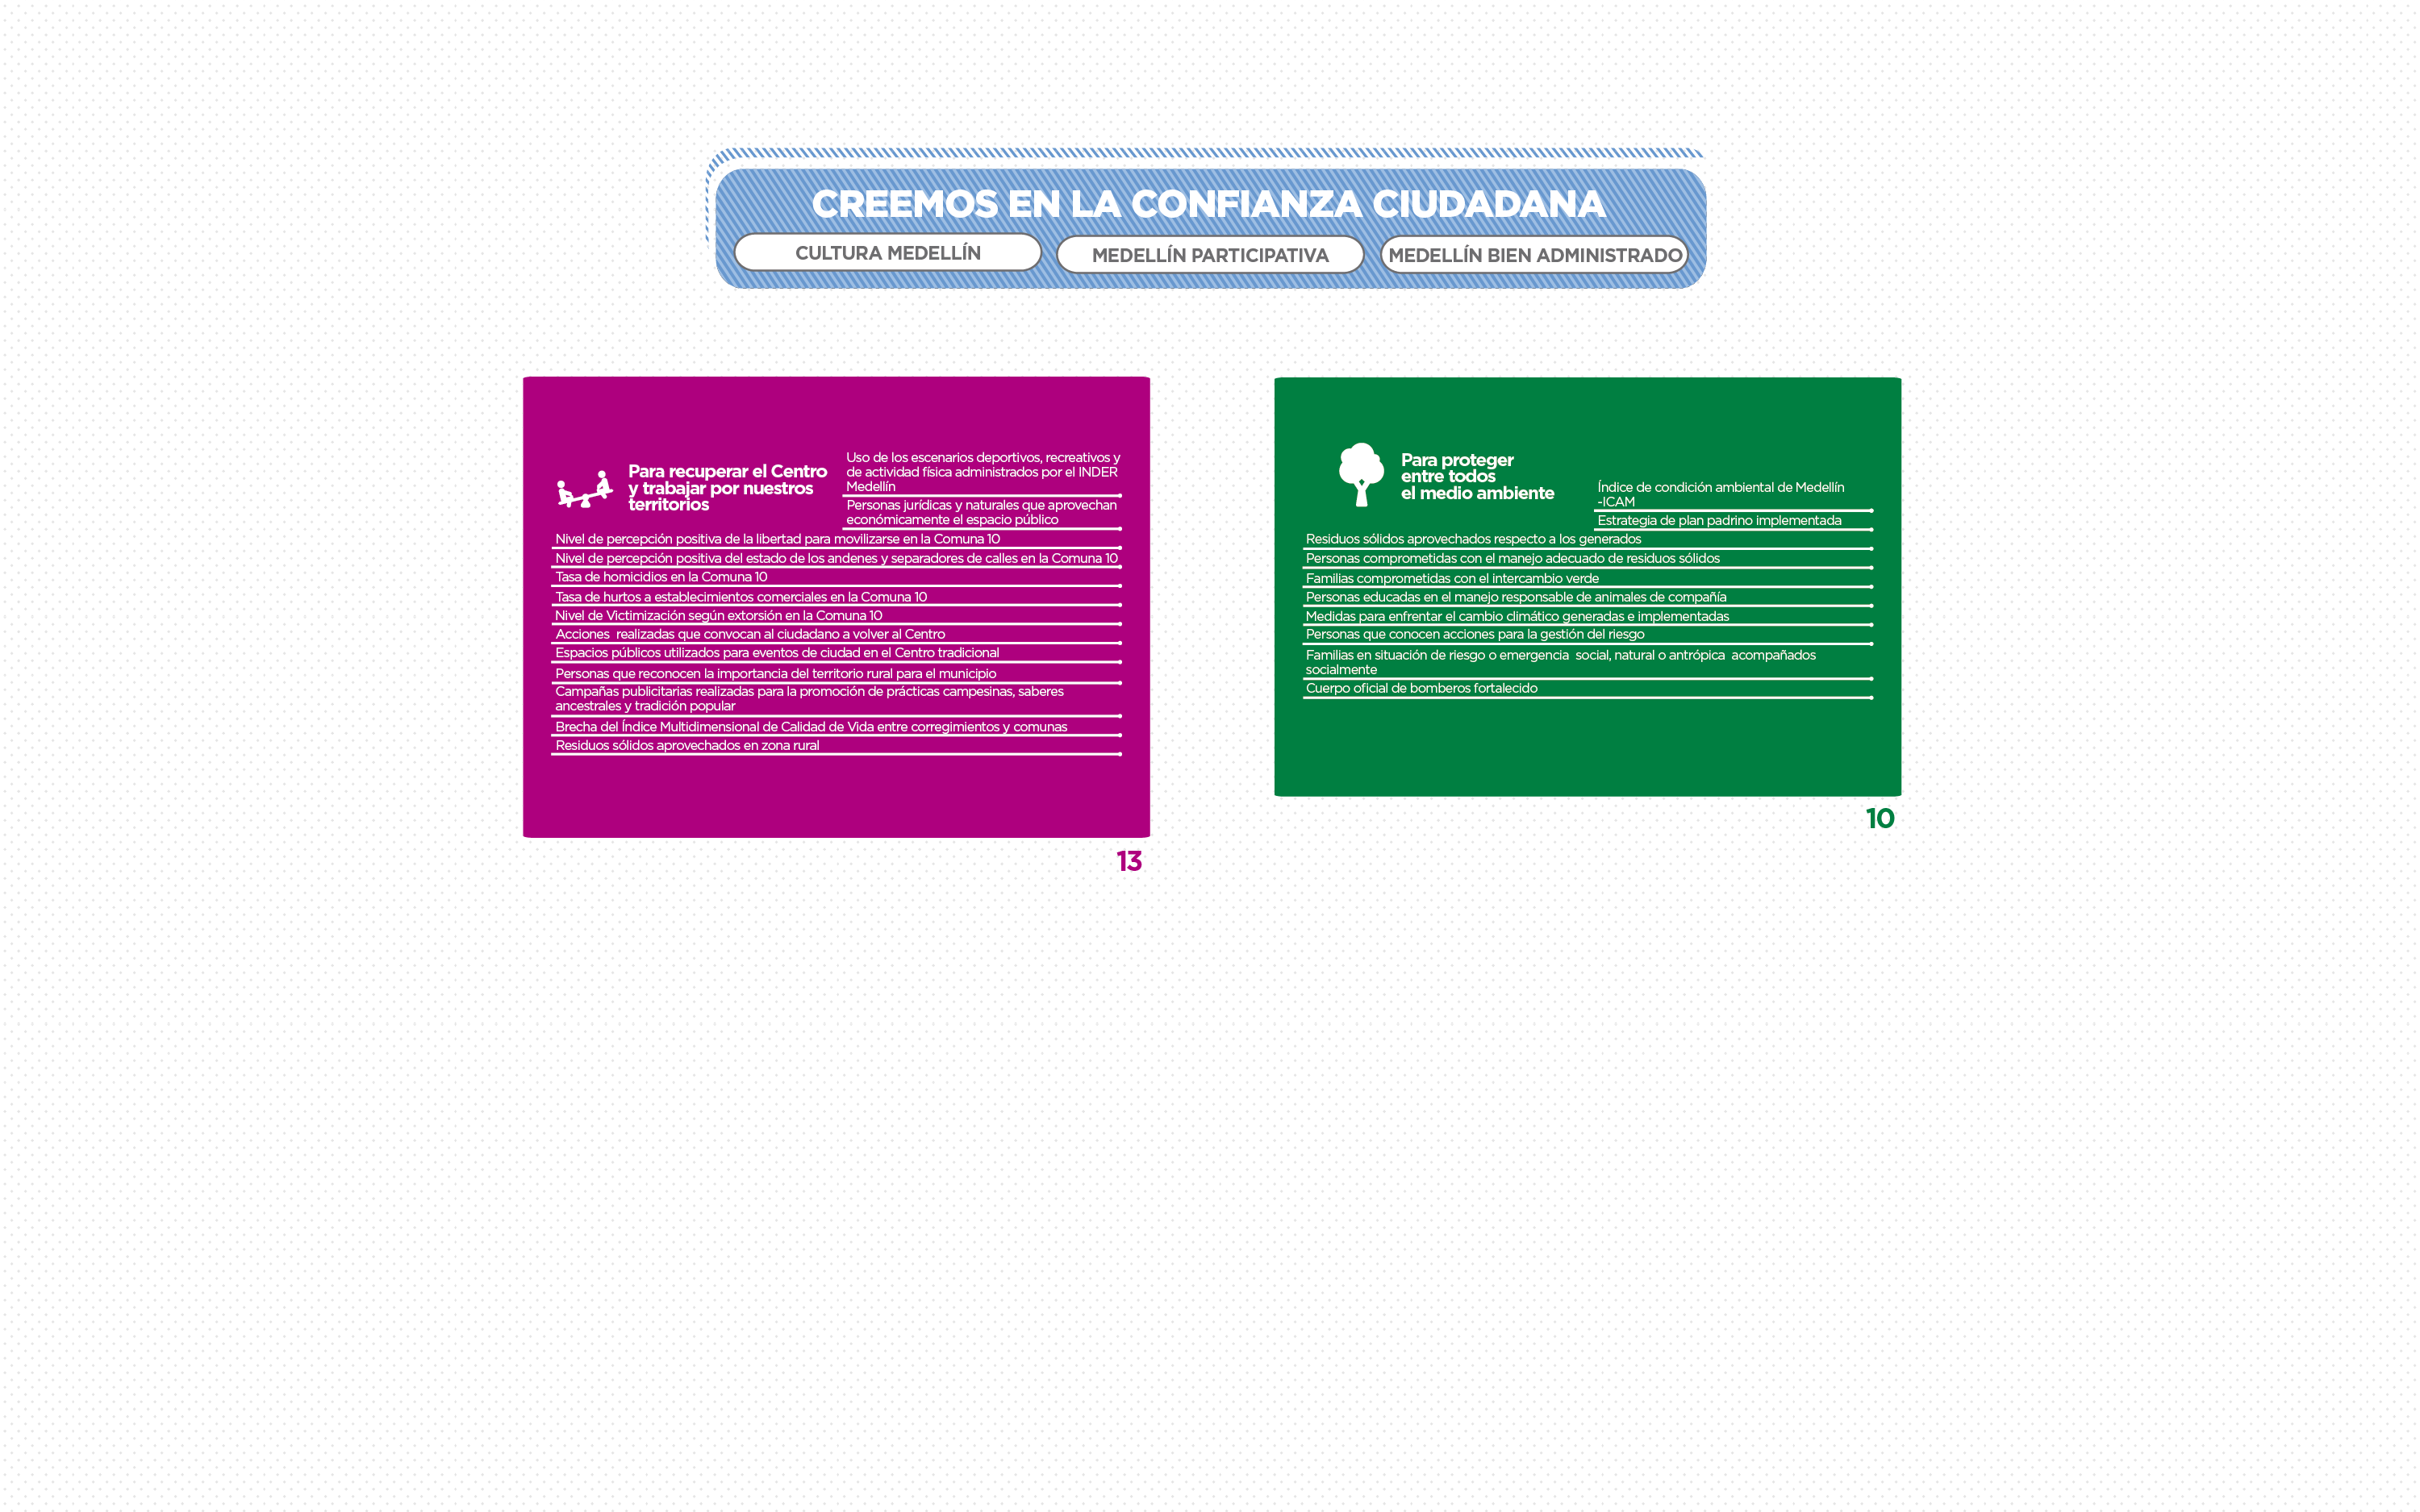 CREEMOS EN LA CONFIANZA CIUDADANA
CULTURA MEDELLÍN
MEDELLÍN PARTICIPATIVA
MEDELLÍN BIEN ADMINISTRADO
Para recuperar el Centro
y trabajar por nuestros
territorios
Uso de los escenarios deportivos, recreativos y
de actividad física administrados por el INDER
Medellín
Personas jurídicas y naturales que aprovechan
económicamente el espacio público
Nivel de percepción positiva de la libertad para movilizarse en la Comuna 10
Nivel de percepción positiva del estado de los andenes y separadores de calles en la Comuna 10
Tasa de homicidios en la Comuna 10
Tasa de hurtos a establecimientos comerciales en la Comuna 10
Nivel de Victimización según extorsión en la Comuna 10
Acciones  realizadas que convocan al ciudadano a volver al Centro
Espacios públicos utilizados para eventos de ciudad en el Centro tradicional
Personas que reconocen la importancia del territorio rural para el municipio
Campañas publicitarias realizadas para la promoción de prácticas campesinas, saberes
ancestrales y tradición popular
Brecha del Índice Multidimensional de Calidad de Vida entre corregimientos y comunas
Residuos sólidos aprovechados en zona rural
13
Para proteger
entre todos
el medio ambiente
Índice de condición ambiental de Medellín
-ICAM
Estrategia de plan padrino implementada
Residuos sólidos aprovechados respecto a los generados
Personas comprometidas con el manejo adecuado de residuos sólidos
Familias comprometidas con el intercambio verde
Personas educadas en el manejo responsable de animales de compañía
Medidas para enfrentar el cambio climático generadas e implementadas
Personas que conocen acciones para la gestión del riesgo
Familias en situación de riesgo o emergencia  social, natural o antrópica  acompañados
socialmente
Cuerpo oficial de bomberos fortalecido
10